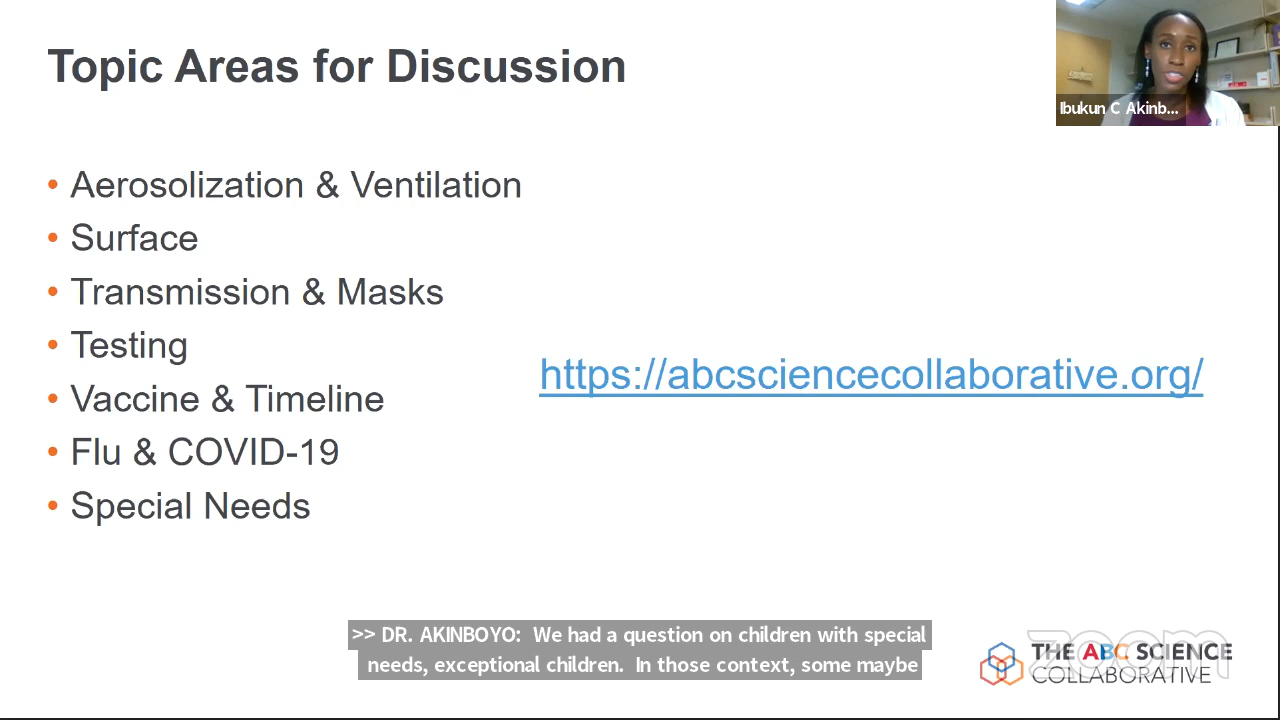 Topic Areas for Discussion
Ibukun C Akinb...
• Aerosolization & Ventilation
• Surface
• Transmission & Masks
• Testing
• Vaccine & Timeline
• Flu & COVID-19
• Special Needs
https://abcsciencecollaborative.org/
>> DR. AKINBOYO: We had a question on children with special
needs, exceptional children. In those context, some maybe
THE ABC SCIENCE
COLLABORATIVE
zoom